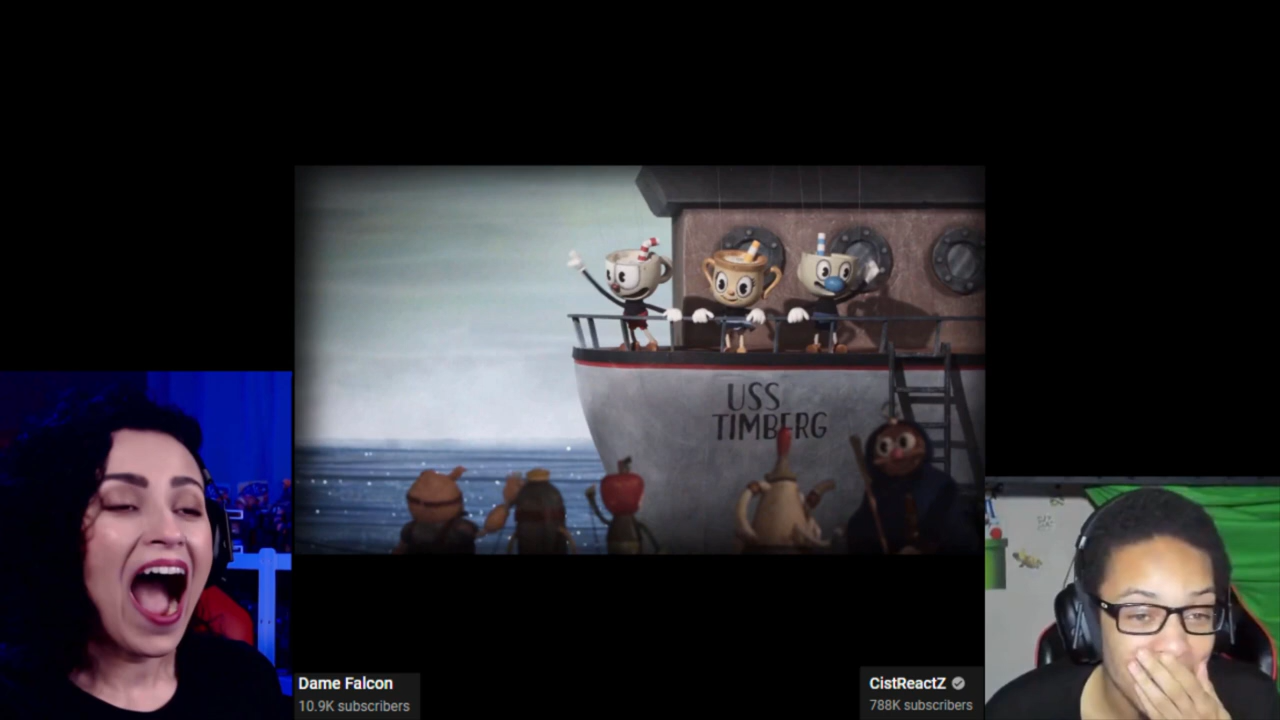 USS
TIMBERG
Dame Falcon
10.9K subscribers
CistReactZ
788K subscribers